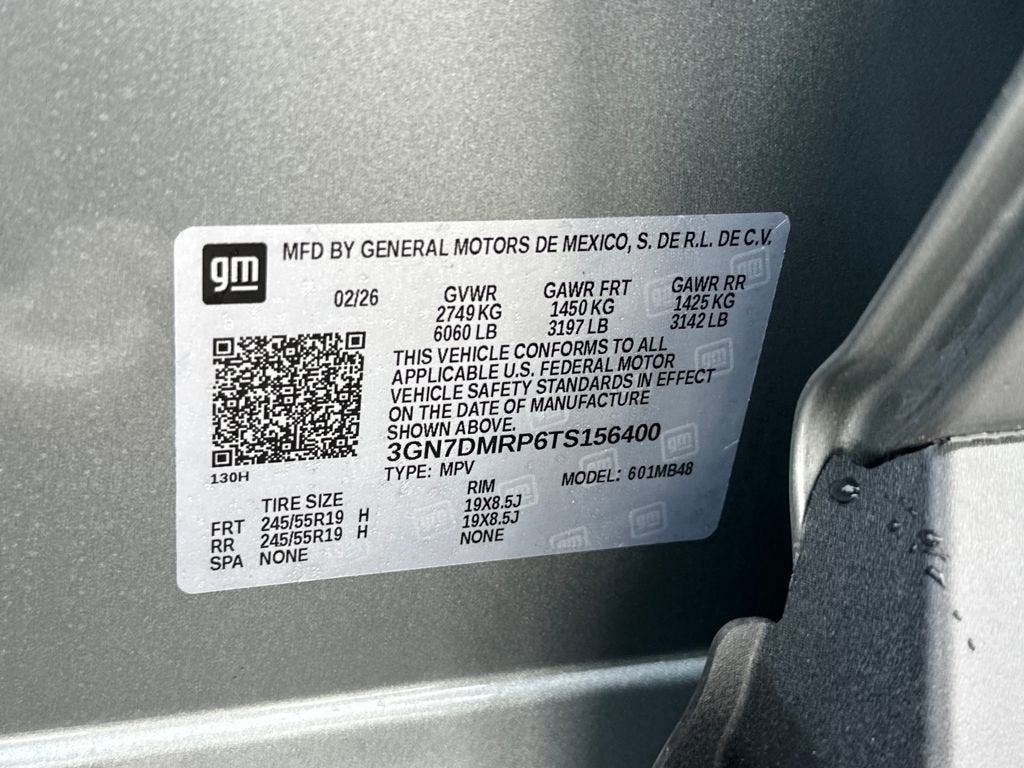 gm
MFD BY GENERAL MOTORS DE MEXICO, S. DE R.L. DE C.V.
02/26
GVWR GAWR FRT GAWR RR
2749 KG 1450 KG 1425 KG
6060 LB 3197 LB 3142 LB
THIS VEHICLE CONFORMS TO ALL
APPLICABLE U.S. FEDERAL MOTOR
VEHICLE SAFETY STANDARDS IN EFFECT
ON THE DATE OF MANUFACTURE
SHOWN ABOVE.
3GN7DMRP6TS156400
130H
TYPE: MPV MODEL: 601MB48
TIRE SIZE RIM
FRT 245/55R19 H 19X8.5J
RR 245/55R19 H 19X8.5J
SPA NONE NONE